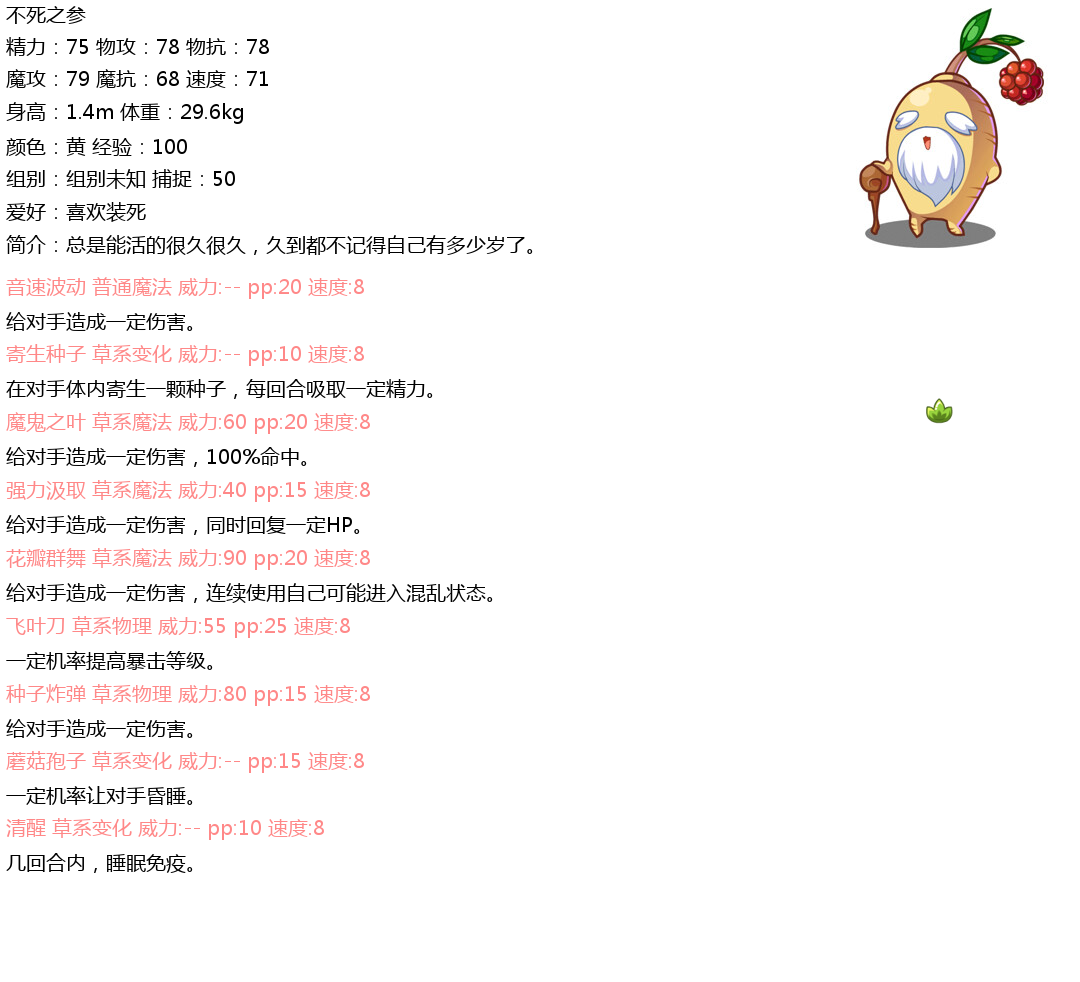 不死之参
精力：75 物攻：78 物抗：78
魔攻：79 魔抗：68 速度：71
身高：1.4m 体重：29.6kg
颜色：黄 经验：100
组别：组别未知 捕捉：50
爱好：喜欢装死
简介：总是能活的很久很久，久到都不记得自己有多少岁了。
音速波动 普通魔法 威力:-- pp:20 速度:8
给对手造成一定伤害。
寄生种子 草系变化 威力:-- pp:10 速度:8
在对手体内寄生一颗种子，每回合吸取一定精力。
魔鬼之叶 草系魔法 威力:60 pp:20 速度:8
给对手造成一定伤害，100%命中。
强力汲取 草系魔法 威力:40 pp:15 速度:8
给对手造成一定伤害，同时回复一定HP。
花瓣群舞 草系魔法 威力:90 pp:20 速度:8
给对手造成一定伤害，连续使用自己可能进入混乱状态。
飞叶刀 草系物理 威力:55 pp:25 速度:8
一定机率提高暴击等级。
种子炸弹 草系物理 威力:80 pp:15 速度:8
给对手造成一定伤害。
蘑菇孢子 草系变化 威力:-- pp:15 速度:8
一定机率让对手昏睡。
清醒 草系变化 威力:-- pp:10 速度:8
几回合内，睡眠免疫。